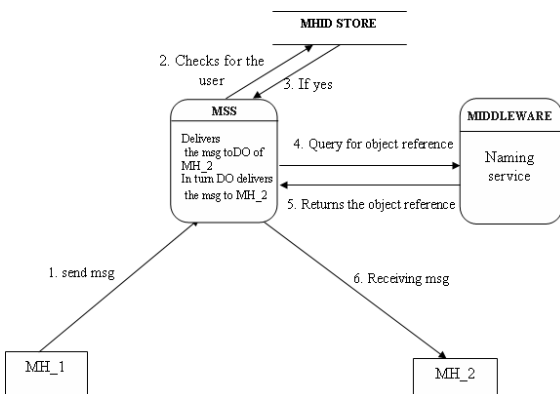 MHID STORE
2. Checks for the
user
3. If yes
MSS
Delivers
the msg toDO of
MH_2
In turn DO delivers
the msg to MH_2
4. Query for object reference
MIDDLEWARE
Naming
service
5. Returns the object reference
1. send msg
6. Receiving msg
MH_1
MH_2